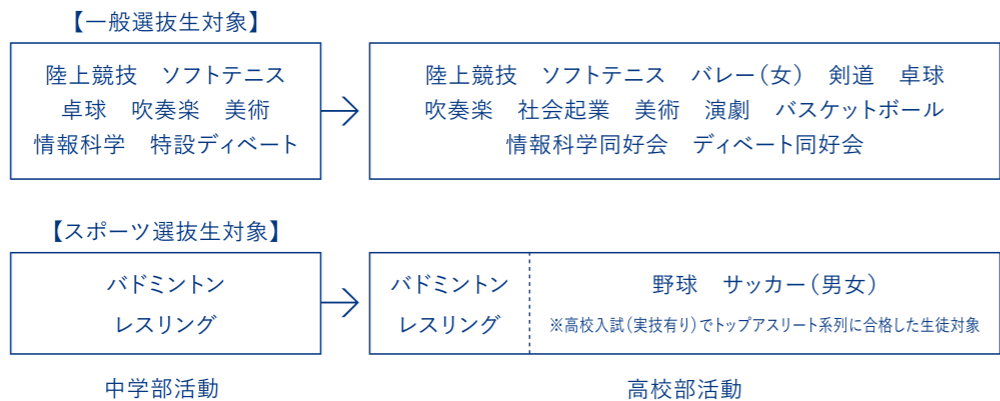 【一般選抜生対象】
陸上競技　ソフトテニス
卓球　吹奏楽　美術
情報科学　特設ディベート
陸上競技　ソフトテニス　バレー（女）　剣道　卓球
吹奏楽　社会起業　美術　演劇　バスケットボール
情報科学同好会　ディベート同好会
【スポーツ選抜生対象】
バドミントン
レスリング
バドミントン
レスリング
野球　サッカー（男女）
※高校入試（実技有り）でトップアスリート系列に合格した生徒対象
中学部活動
高校部活動